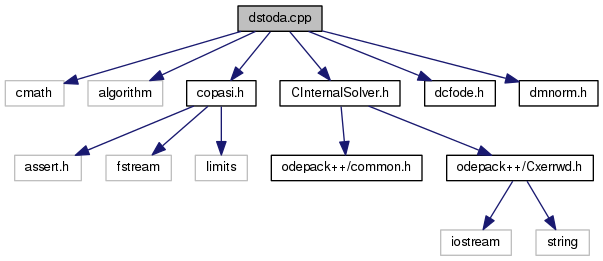 dstoda.cpp
cmath
algorithm
copasi.h
CInternalSolver.h
dcfode.h
dmnorm.h
assert.h
fstream
limits
odepack++/common.h
odepack++/Cxerrwd.h
iostream
string